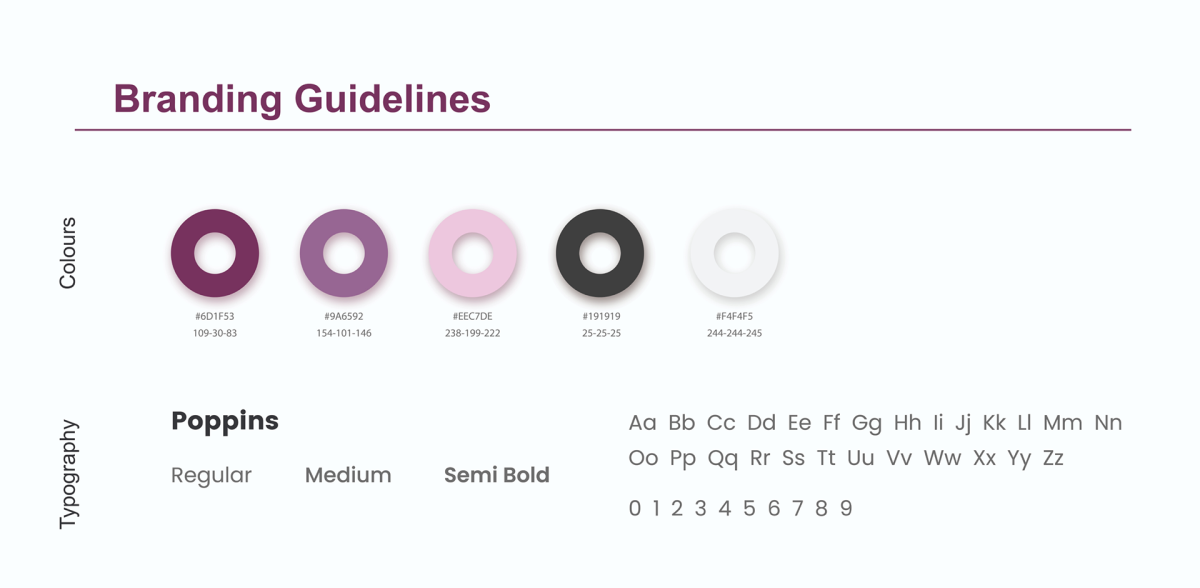 Branding Guidelines
Colours
#6D1F53 #9A6592 #EEC7DE #191919 #F4F4F5
109-30-83 154-101-146 238-199-222 25-25-25 244-244-245
Typography
Poppins
Regular Medium Semi Bold
Aa Bb Cc Dd Ee Ff Gg Hh Ii Jj Kk Ll Mm Nn
Oo Pp Qq Rr Ss Tt Uu Vv Ww Xx Yy Zz
0 1 2 3 4 5 6 7 8 9